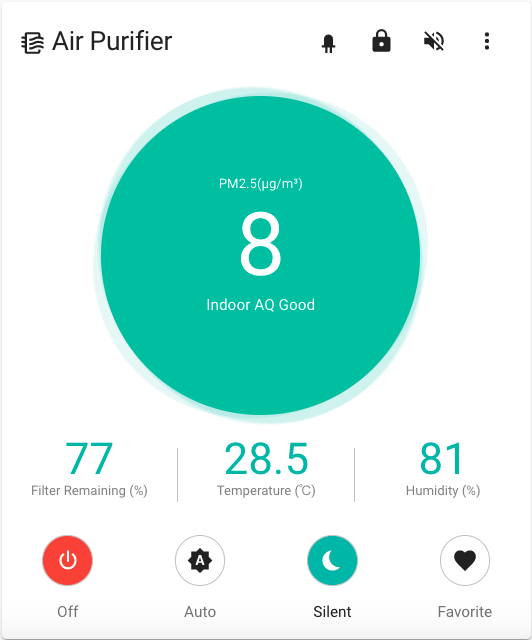 Air Purifier
PM2.5(µg/m³)
8
Indoor AQ Good
77
28.5
81
Filter Remaining (%)
Temperature (℃)
Humidity (%)
A
Off
Auto
Silent
Favorite